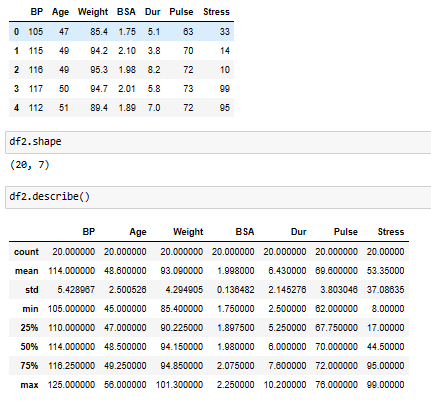 BP Age Weight BSA Dur Pulse Stress
0 105 47 85.4 1.75 5.1 63 33
1 115 49 94.2 2.10 3.8 70 14
2 116 49 95.3 1.98 8.2 72 10
3 117 50 94.7 2.01 5.8 73 99
4 112 51 89.4 1.89 7.0 72 95
df2.shape
(20, 7)
df2.describe()
BP Age Weight BSA Dur Pulse Stress
count 20.000000 20.000000 20.000000 20.000000 20.000000 20.000000 20.00000
mean 114.000000 48.600000 93.090000 1.998000 6.430000 69.600000 53.35000
std 5.428967 2.500526 4.294905 0.136482 2.145276 3.803046 37.08635
min 105.000000 45.000000 85.400000 1.750000 2.500000 62.000000 8.00000
25% 110.000000 47.000000 90.225000 1.897500 5.250000 67.750000 17.00000
50% 114.000000 48.500000 94.150000 1.980000 6.000000 70.000000 44.50000
75% 116.250000 49.250000 94.850000 2.075000 7.600000 72.000000 95.00000
max 125.000000 56.000000 101.300000 2.250000 10.200000 76.000000 99.00000